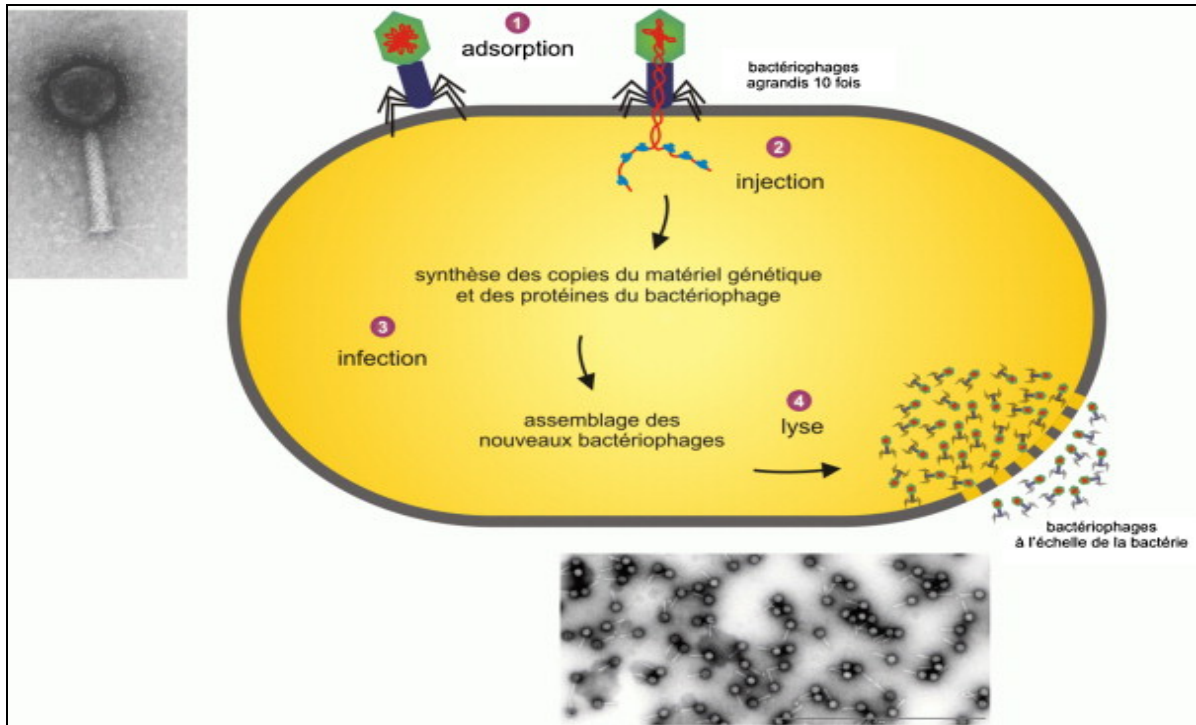 1
adsorption
bactériophages
agrandis 10 fois
2
injection
synthèse des copies du matériel génétique
et des protéines du bactériophage
3
infection
assemblage des
nouveaux bactériophages
4
lyse
bactériophages
à l'échelle de la bactérie